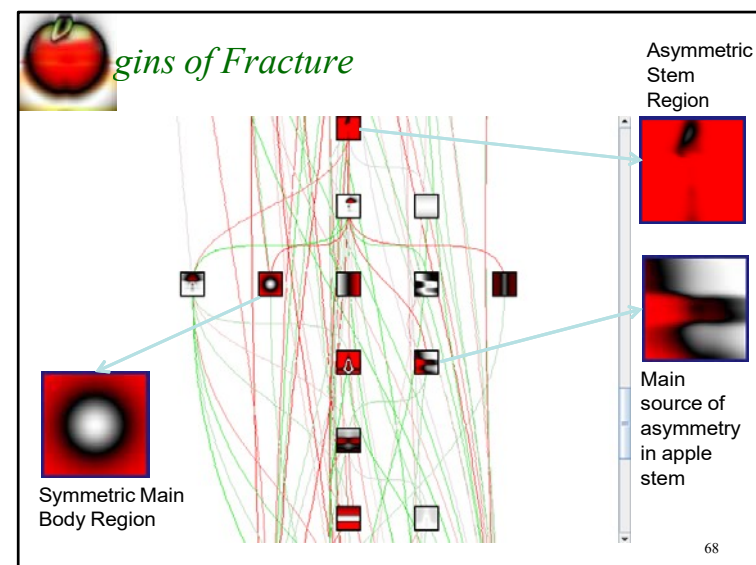 gins of Fracture
Asymmetric
Stem
Region
Main
source of
asymmetry
in apple
stem
Symmetric Main
Body Region
68